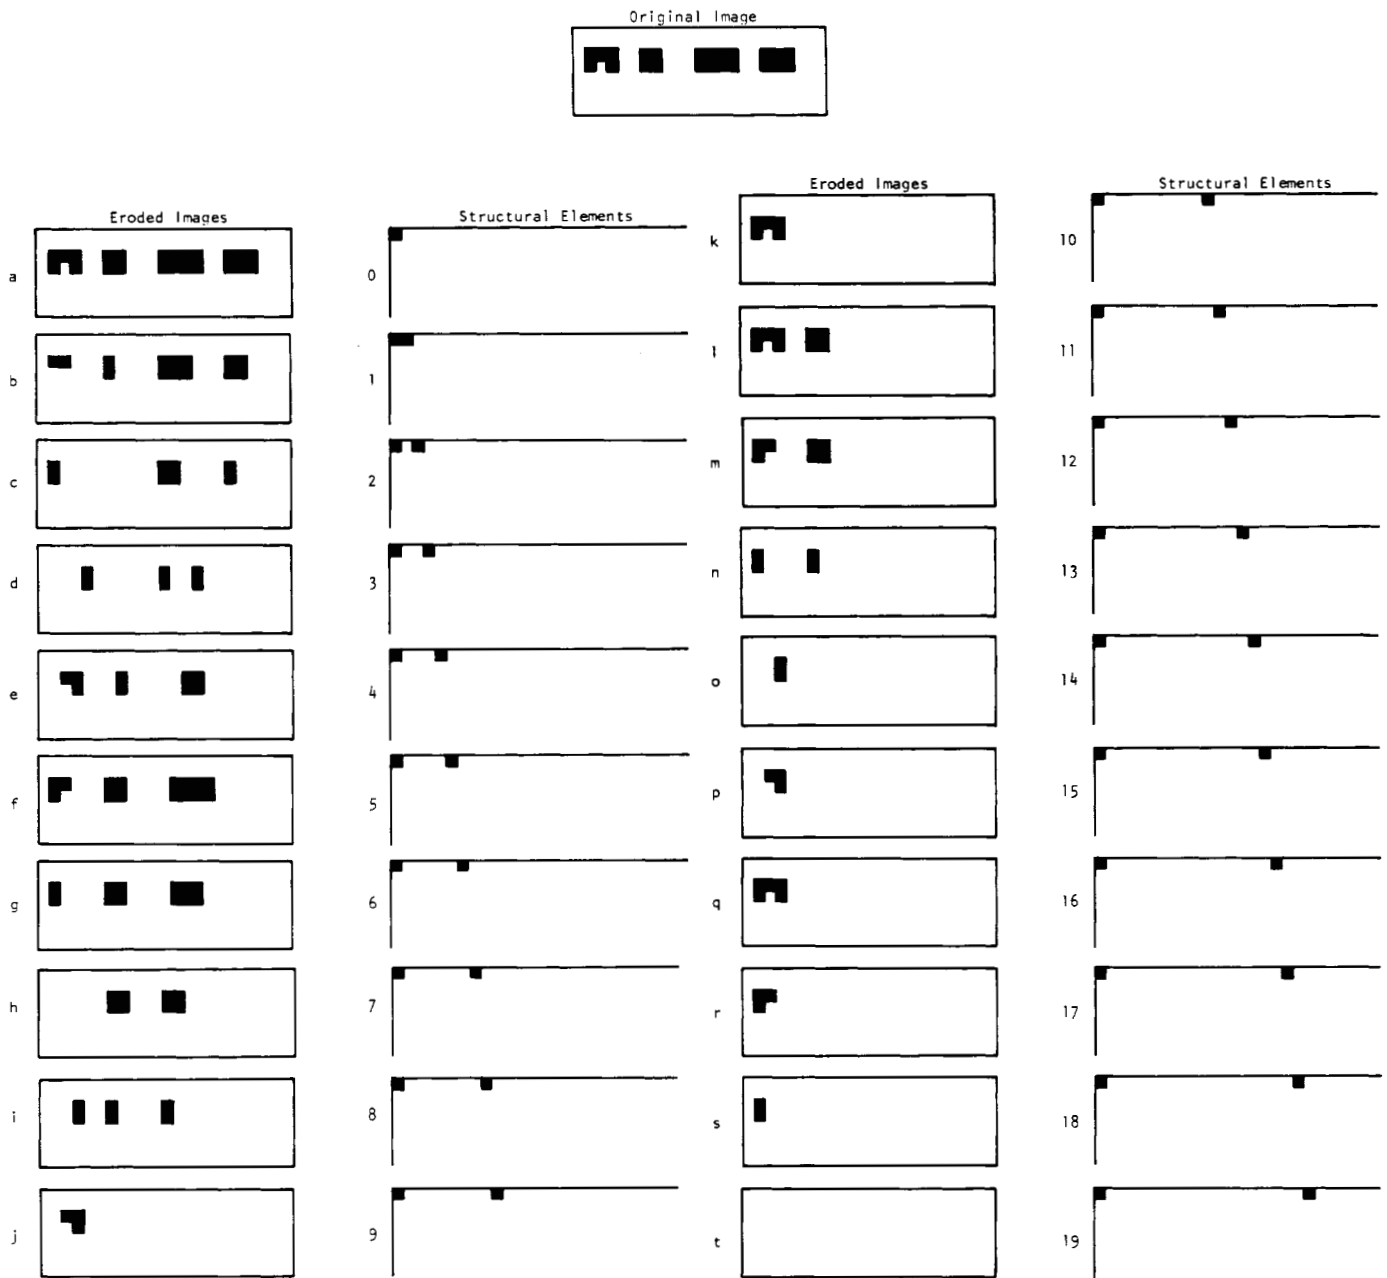 Original Image
Eroded Images
Structural Elements
a
0
b
1
c
2
d
3
e
4
f
5
g
6
h
7
i
8
j
9
Eroded Images
Structural Elements
k
10
l
11
m
12
n
13
o
14
p
15
q
16
r
17
s
18
t
19